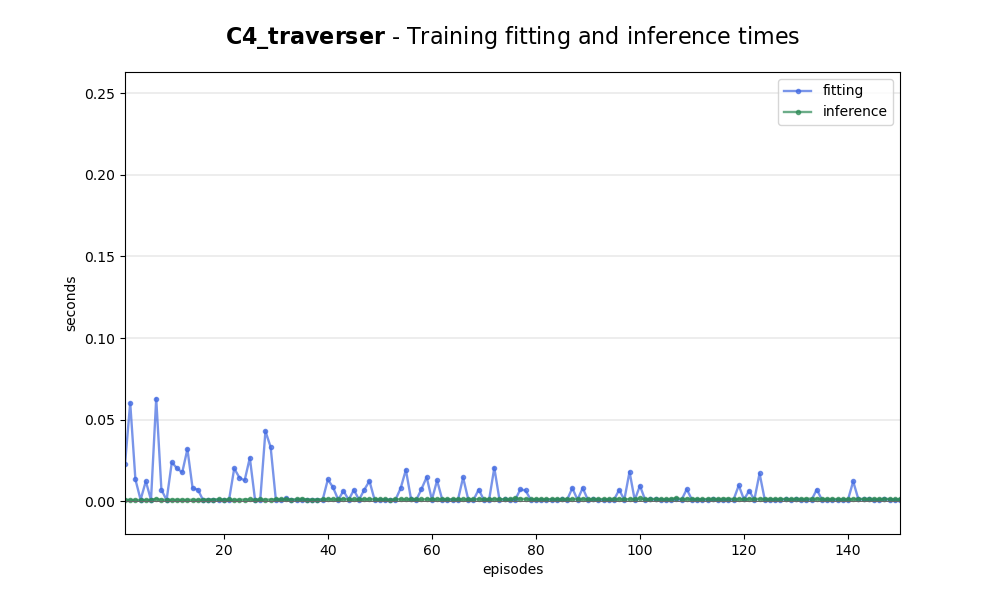 C4_traverser - Training fitting and inference times
fitting
inference
0.25
0.20
0.15
0.10
0.05
0.00
seconds
20 40 60 80 100 120 140
episodes